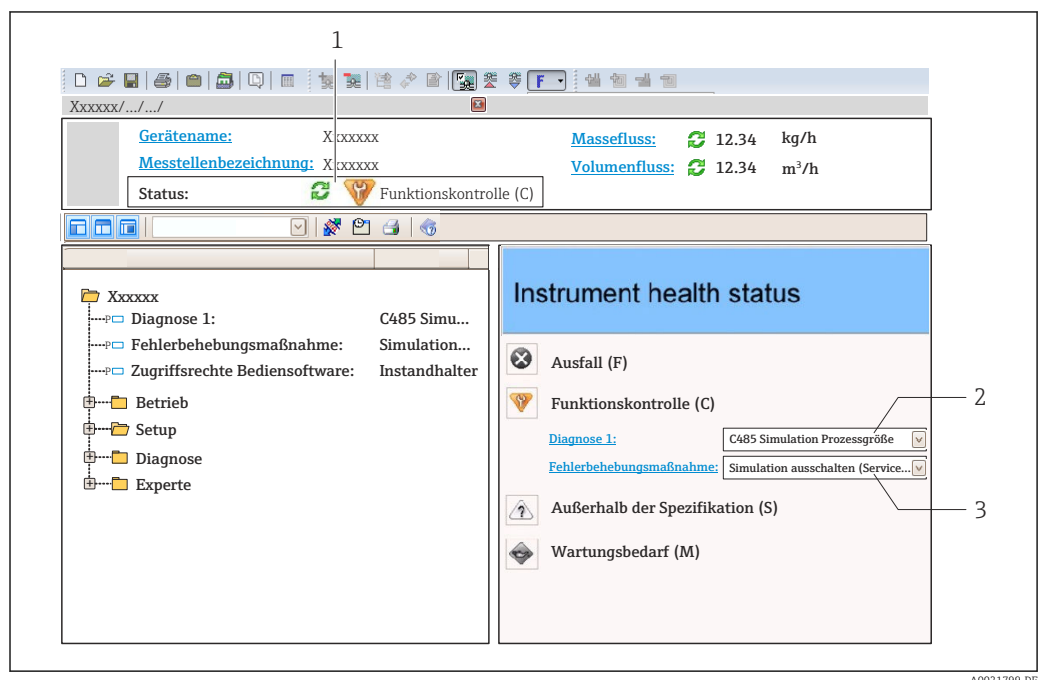 1
F
Xxxxxx/.../.../
Gerätename: Xxxxxxx
Massefluss: 12.34 kg/h
Messstellenbezeichnung: Xxxxxxx
Volumenfluss: 12.34 m³/h
Status: Funktionskontrolle (C)
Xxxxxx
P Diagnose 1: C485 Simu...
P Fehlerbehebungsmaßnahme: Simulation...
P Zugriffsrechte Bediensoftware: Instandhalter
Betrieb
Setup
Diagnose
Experte
Instrument health status
Ausfall (F)
Funktionskontrolle (C)
2
Diagnose 1: C485 Simulation Prozessgröße
Fehlerbehebungsmaßnahme: Simulation ausschalten (Service...
Außerhalb der Spezifikation (S)
3
Wartungsbedarf (M)